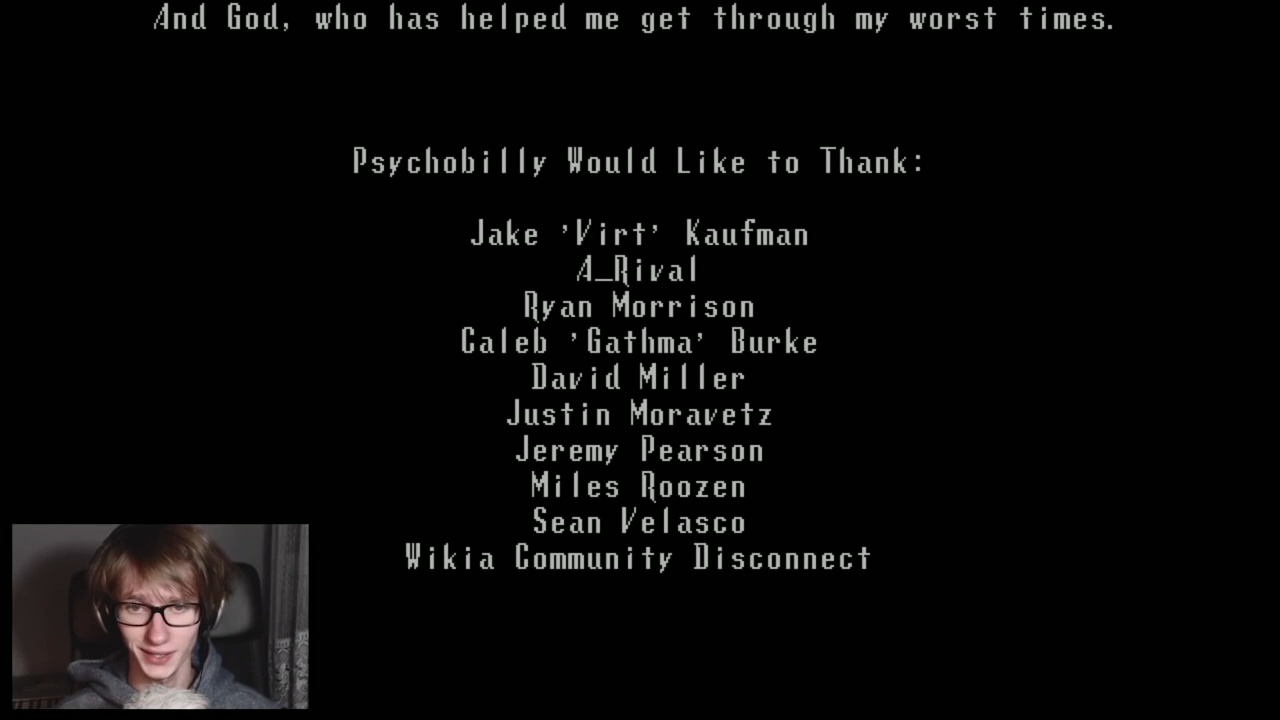 And God, who has helped me get through my worst times.
Psychobilly Would Like to Thank:
Jake 'Virt' Kaufman
A_Rival
Ryan Morrison
Caleb 'Gathma' Burke
David Miller
Justin Moravetz
Jeremy Pearson
Miles Roozen
Sean Velasco
Wikia Community Disconnect